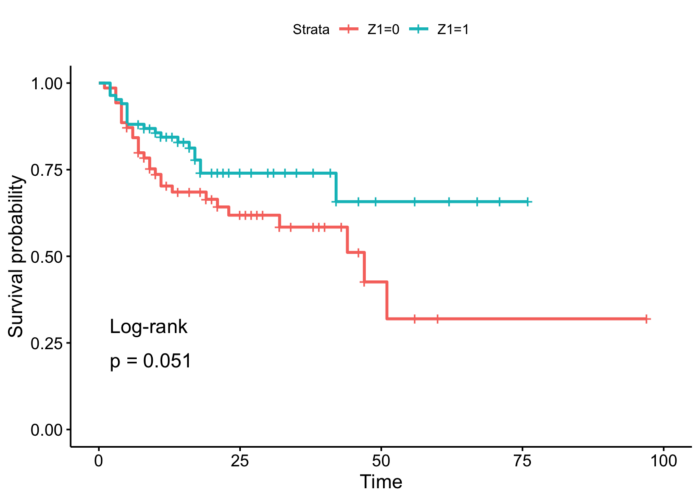 Strata Z1=0 Z1=1
1.00
0.75
0.50
0.25
0.00
Survival probability
Log-rank
p = 0.051
0 25 50 75 100
Time